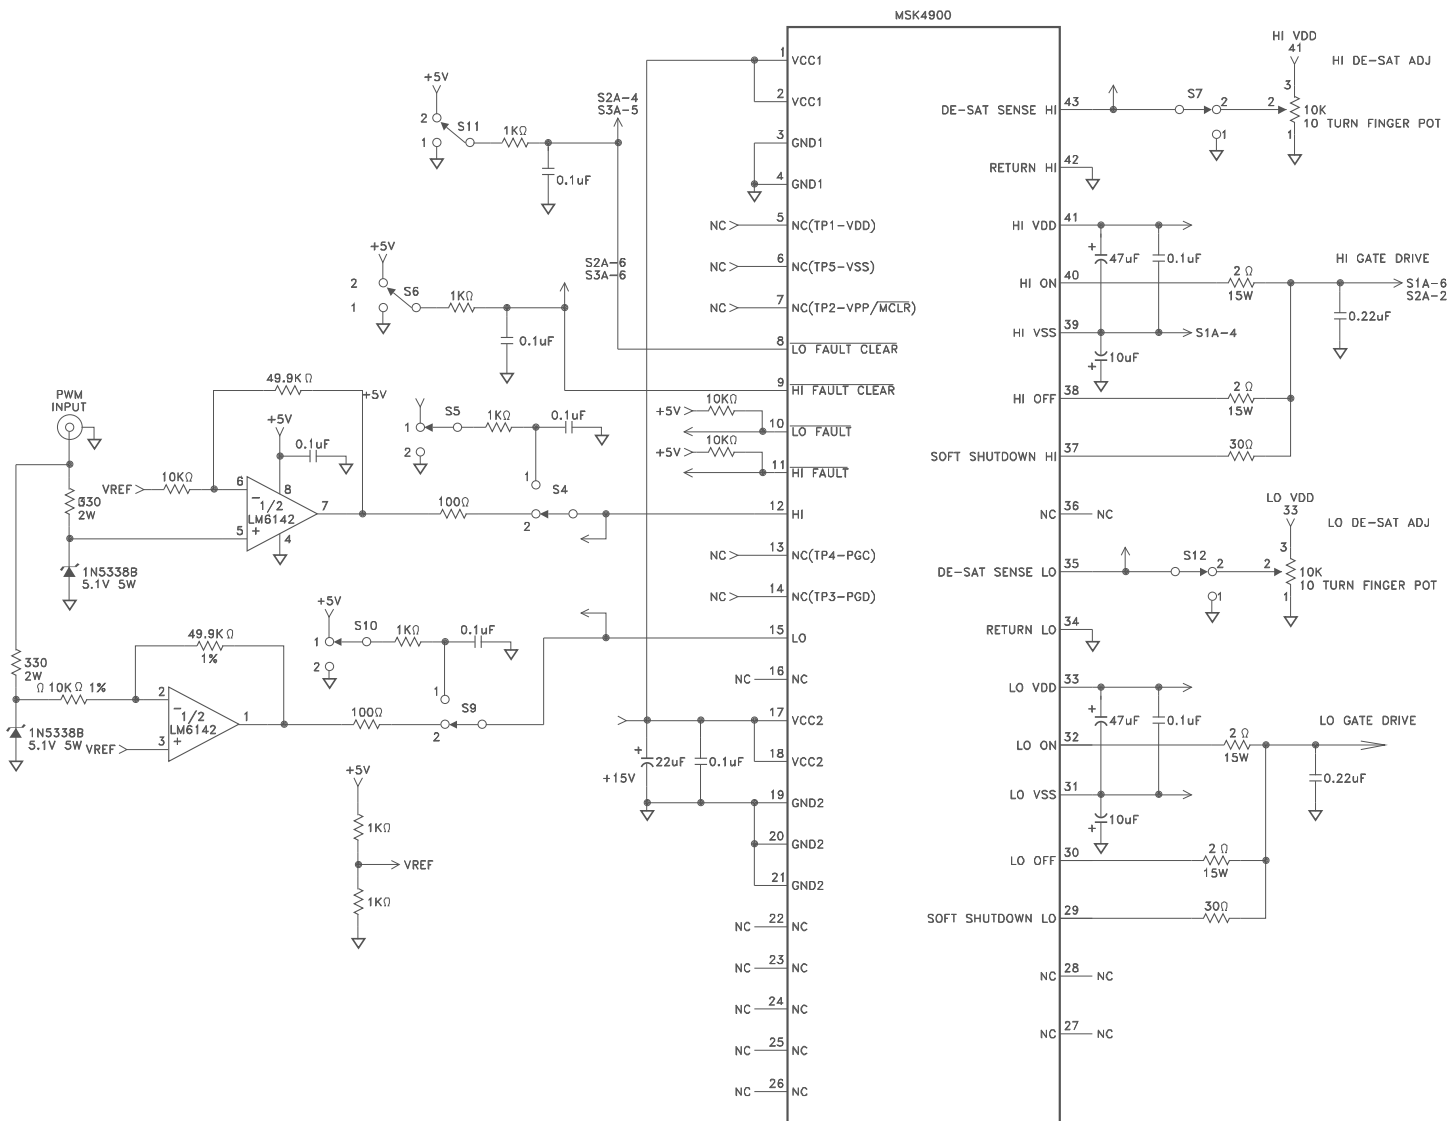 MSK4900
1 VCC1
2 VCC1
3 GND1
4 GND1
NC 5 NC(TP1-VDD)
NC 6 NC(TP5-VSS)
NC 7 NC(TP2-VPP/MCLR)
8 LO FAULT CLEAR
9 HI FAULT CLEAR
10 LO FAULT
11 HI FAULT
12 HI
NC 13 NC(TP4-PGC)
NC 14 NC(TP3-PGD)
15 LO
NC 16 NC
17 VCC2
18 VCC2
19 GND2
20 GND2
21 GND2
NC 22 NC
NC 23 NC
NC 24 NC
NC 25 NC
NC 26 NC
+5V
2
1
S11
1KΩ
0.1uF
S2A-4
S3A-5
+5V
2
1
S6
1KΩ
0.1uF
S2A-6
S3A-6
+5V 10KΩ
+5V 10KΩ
PWM
INPUT
330
2W
1N5338B
5.1V 5W
VREF
10KΩ
49.9KΩ
+5V
+5V
0.1uF
6
5
8
4
7
-
+
1/2
LM6142
100Ω
1
2
S5
1KΩ
0.1uF
1
2
S4
330
2W
Ω 10KΩ 1%
1N5338B
5.1V 5W
VREF
49.9KΩ
1%
2
3
1
-
+
1/2
LM6142
100Ω
+5V
1
2
S10
1KΩ
0.1uF
1
2
S9
+5V
1KΩ
VREF
1KΩ
+
22uF
+15V
0.1uF
DE-SAT SENSE HI 43
RETURN HI 42
HI VDD 41
HI ON 40
HI VSS 39
HI OFF 38
SOFT SHUTDOWN HI 37
NC 36 NC
DE-SAT SENSE LO 35
RETURN LO 34
LO VDD 33
LO ON 32
LO VSS 31
LO OFF 30
SOFT SHUTDOWN LO 29
NC 28 NC
NC 27 NC
S7
2
1
HI VDD
41
HI DE-SAT ADJ
3
2
1
10K
10 TURN FINGER POT
+
47uF
0.1uF
+
10uF
S1A-4
2Ω
15W
2Ω
15W
30Ω
HI GATE DRIVE
S1A-6
S2A-2
0.22uF
S12
2
1
LO VDD
33
LO DE-SAT ADJ
3
2
1
10K
10 TURN FINGER POT
+
47uF
0.1uF
+
10uF
2Ω
15W
2Ω
15W
30Ω
LO GATE DRIVE
0.22uF